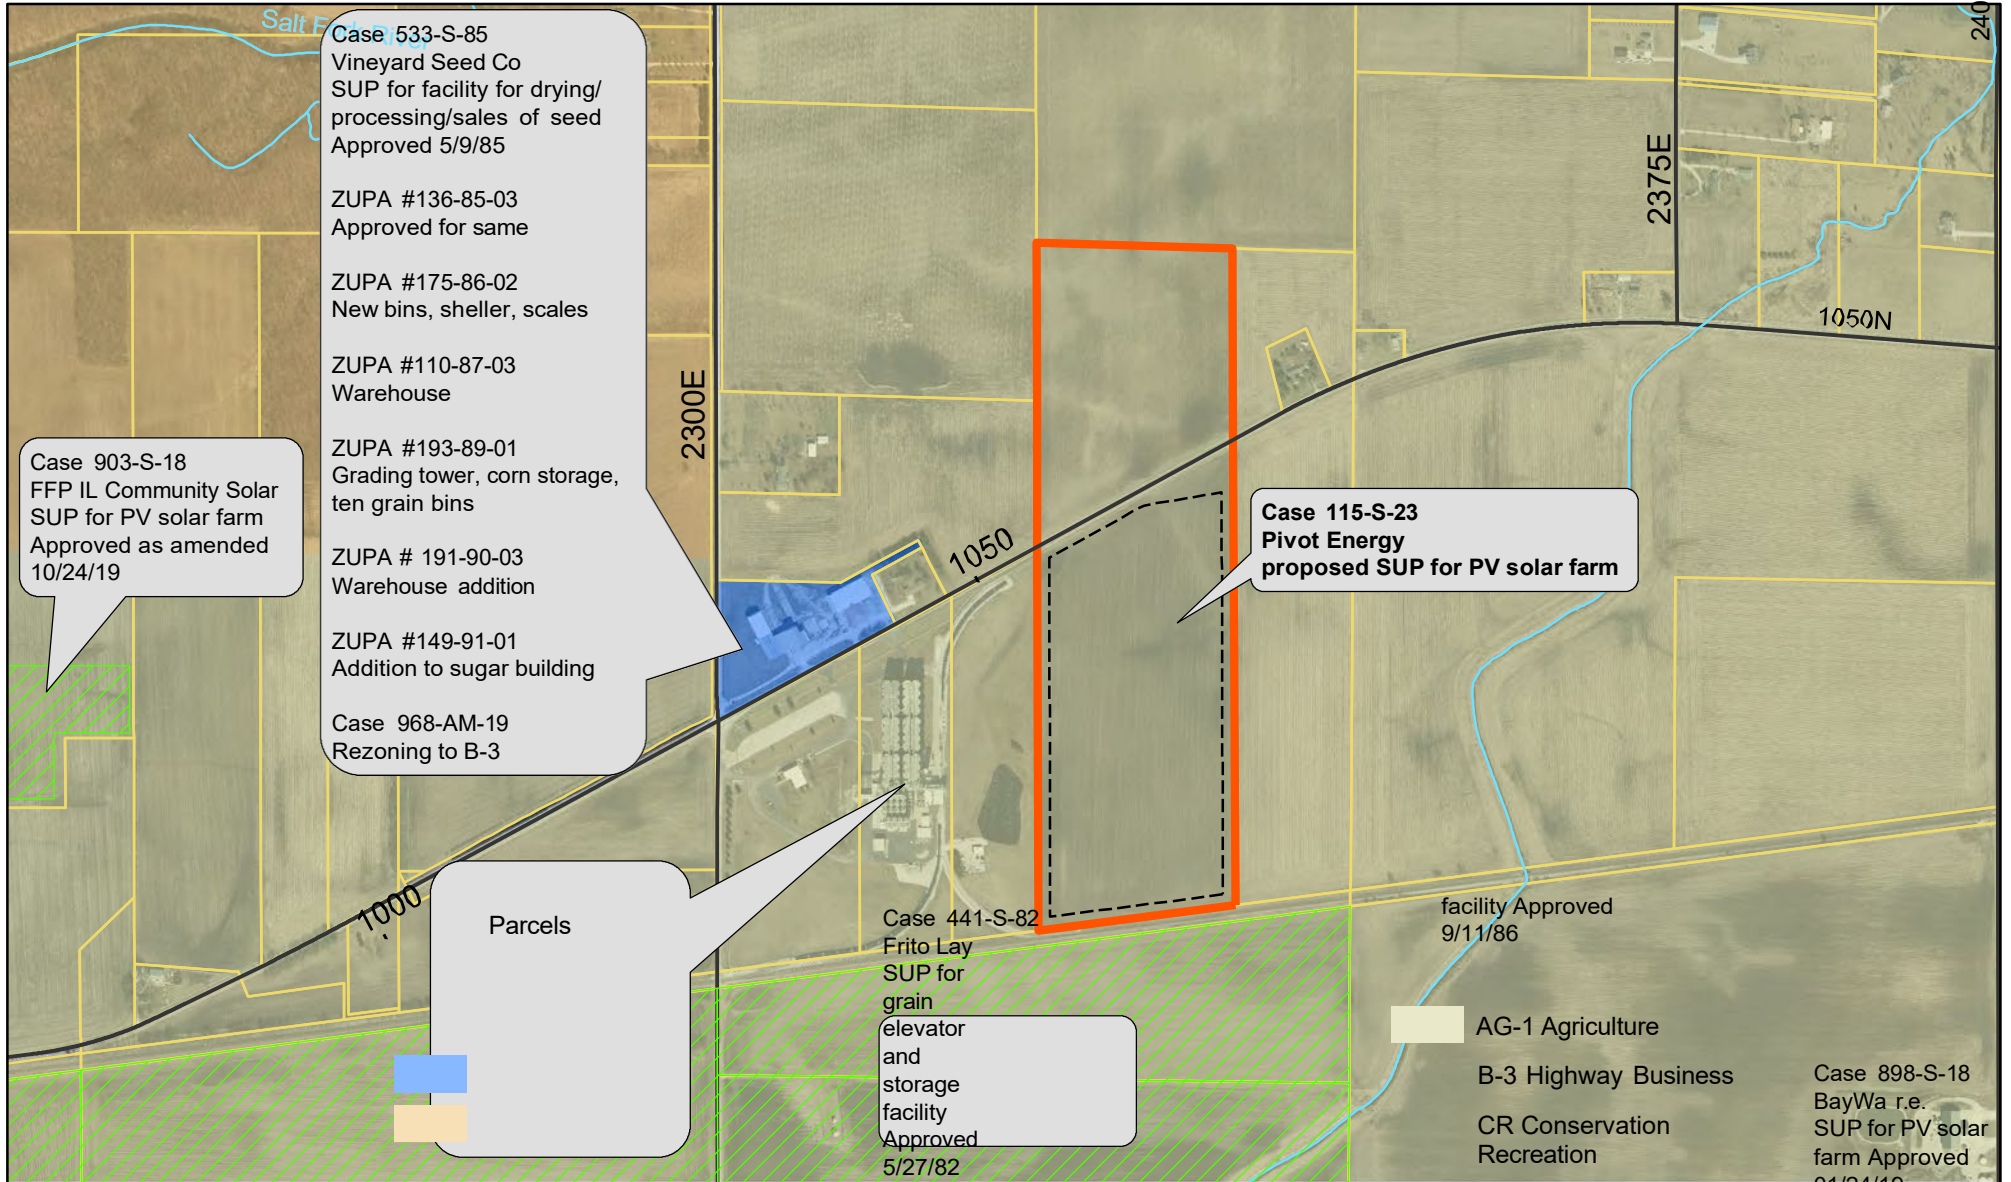 Salt Fork River
240
Case 533-S-85
Vineyard Seed Co
SUP for facility for drying/
processing/sales of seed
Approved 5/9/85
ZUPA #136-85-03
Approved for same
ZUPA #175-86-02
New bins, sheller, scales
ZUPA #110-87-03
Warehouse
ZUPA #193-89-01
Grading tower, corn storage,
ten grain bins
ZUPA # 191-90-03
Warehouse addition
ZUPA #149-91-01
Addition to sugar building
Case 968-AM-19
Rezoning to B-3
2375E
1050N
2300E
Case 903-S-18
FFP IL Community Solar
SUP for PV solar farm
Approved as amended
10/24/19
Case 115-S-23
Pivot Energy
proposed SUP for PV solar farm
1050
1000
Parcels
Case 441-S-82
Frito Lay
SUP for
grain
elevator
and
storage
facility
Approved
5/27/82
facility Approved
9/11/86
AG-1 Agriculture
B-3 Highway Business
CR Conservation
Recreation
Case 898-S-18
BayWa r.e.
SUP for PV solar
farm Approved
01/24/19